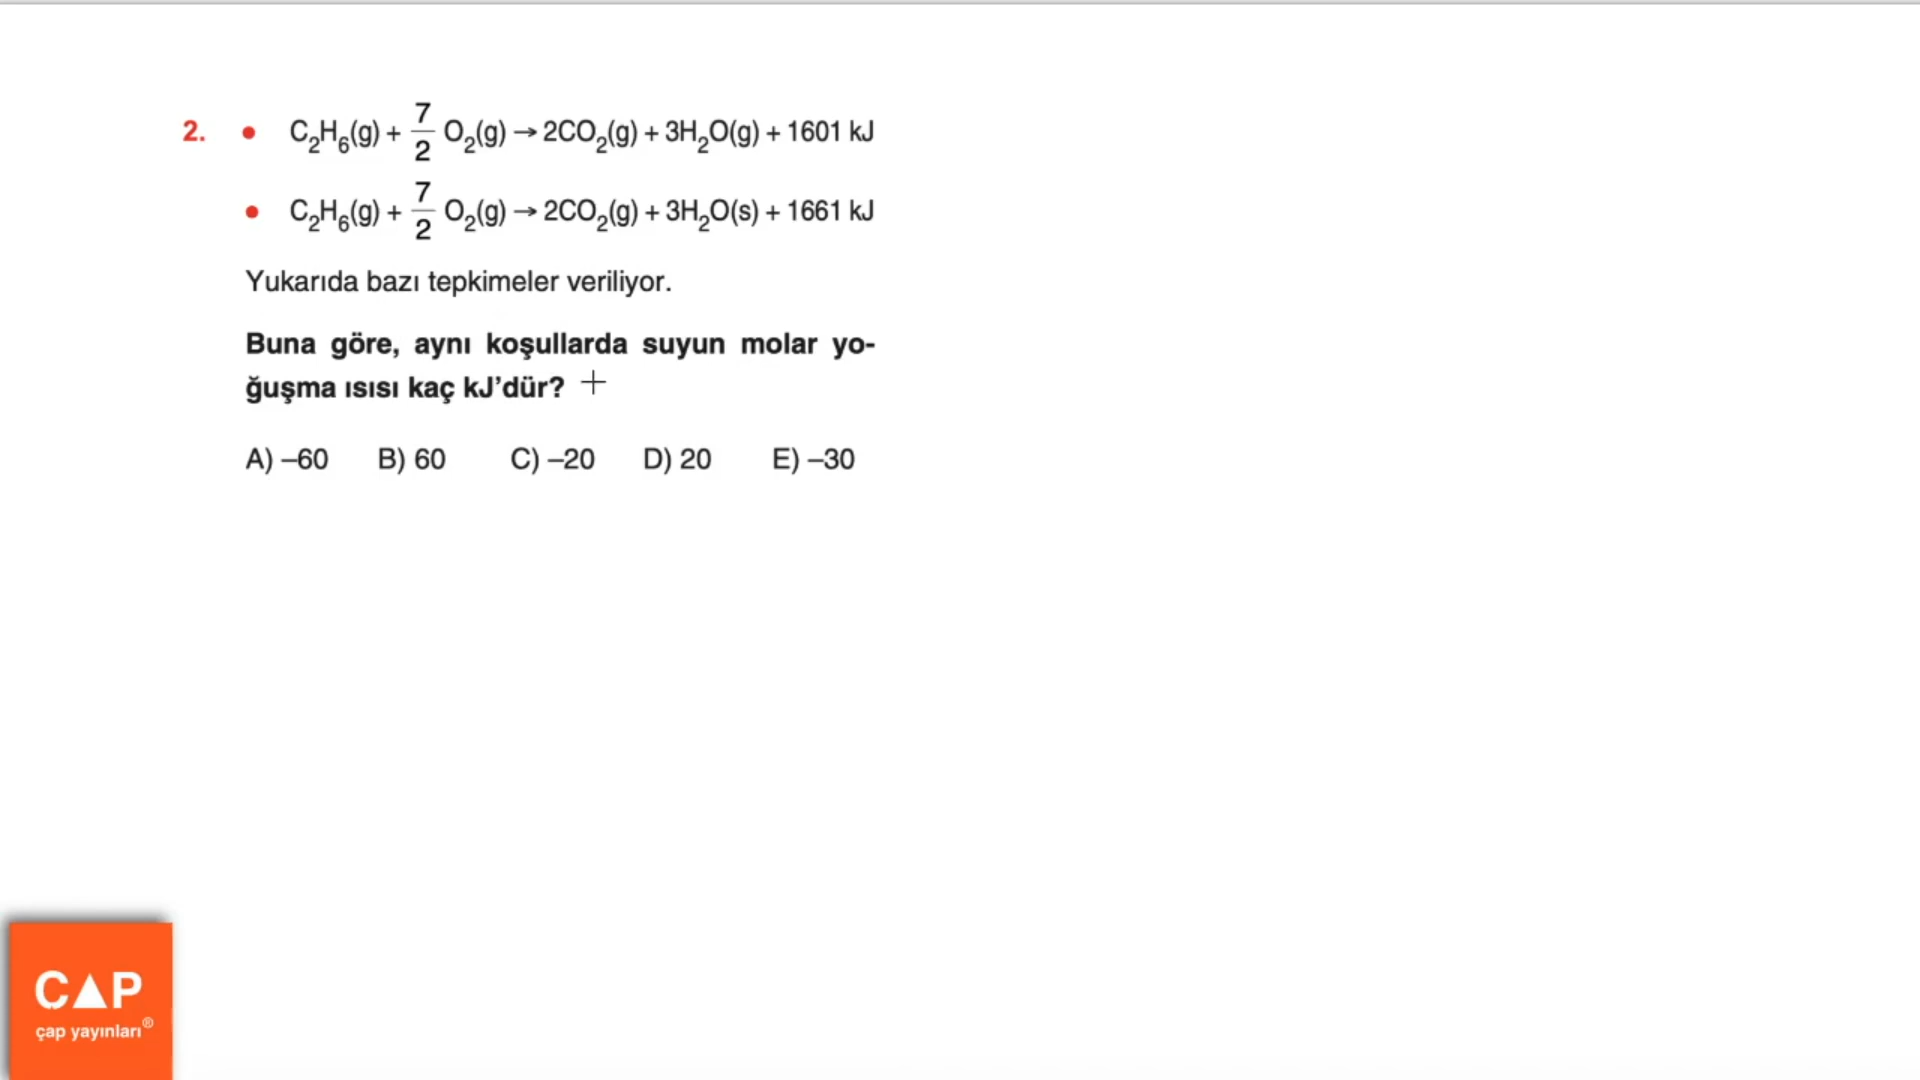 2. • C₂H₆(g) + 7/2 O₂(g) → 2CO₂(g) + 3H₂O(g) + 1601 kJ
• C₂H₆(g) + 7/2 O₂(g) → 2CO₂(g) + 3H₂O(s) + 1661 kJ
Yukarıda bazı tepkimeler veriliyor.
Buna göre, aynı koşullarda suyun molar yo-
ğuşma ısısı kaç kJ’dür?
A) –60 B) 60 C) –20 D) 20 E) –30
ÇAP
çap yayınları®